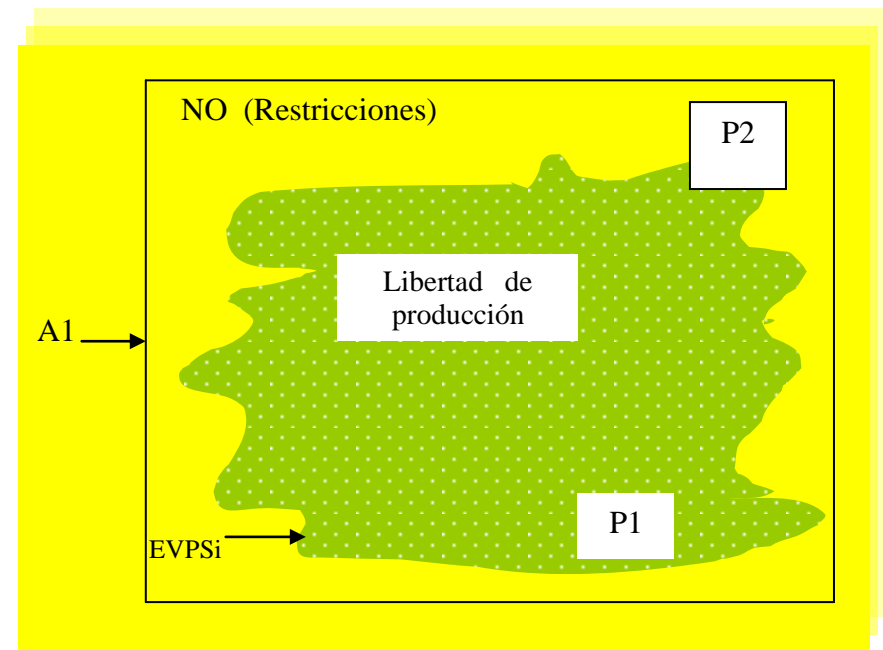 NO (Restricciones)
P2
Libertad de
producción
A1
P1
EVPSi